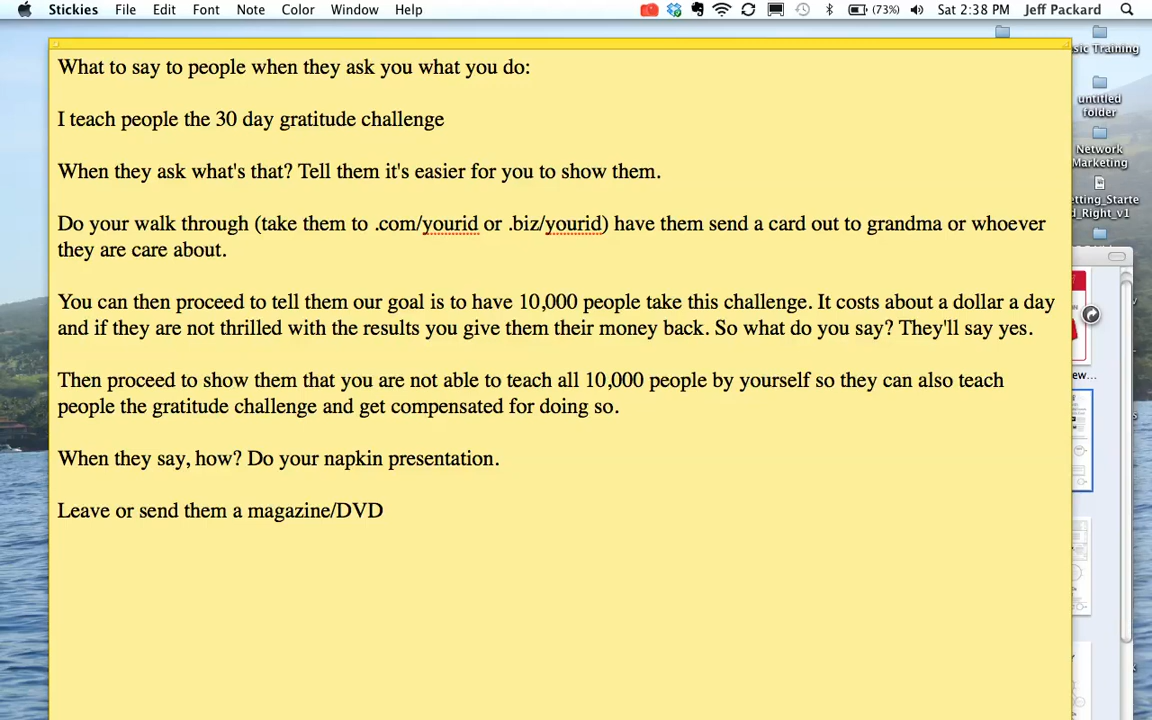 Stickies File Edit Font Note Color Window Help (73%) Sat 2:38 PM Jeff Packard
What to say to people when they ask you what you do:
I teach people the 30 day gratitude challenge
When they ask what's that? Tell them it's easier for you to show them.
Do your walk through (take them to .com/yourid or .biz/yourid) have them send a card out to grandma or whoever
they are care about.
You can then proceed to tell them our goal is to have 10,000 people take this challenge. It costs about a dollar a day
and if they are not thrilled with the results you give them their money back. So what do you say? They'll say yes.
Then proceed to show them that you are not able to teach all 10,000 people by yourself so they can also teach
people the gratitude challenge and get compensated for doing so.
When they say, how? Do your napkin presentation.
Leave or send them a magazine/DVD
sic Training
untitled
folder
Network
Marketing
etting_Starte
d_Right_v1
ew...